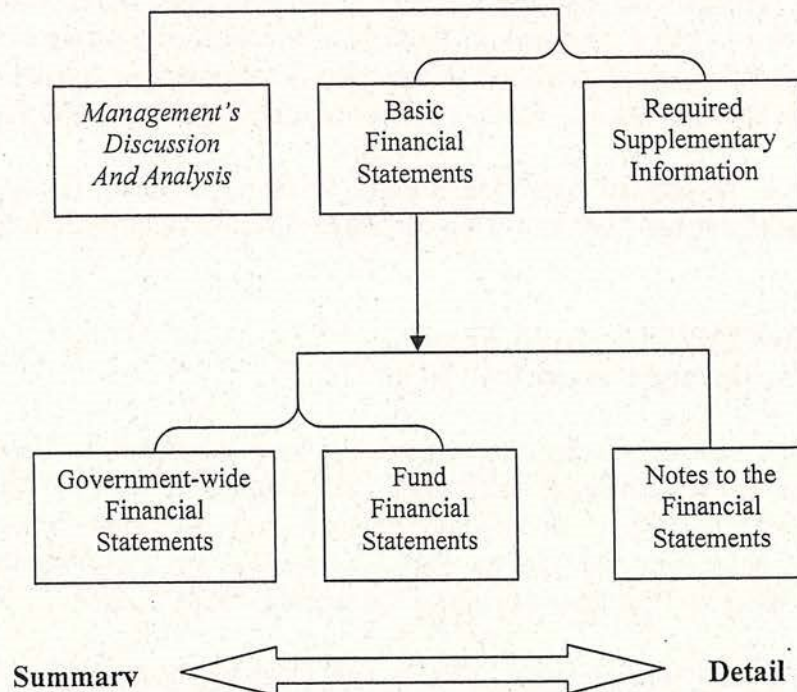 Management's
Discussion
And Analysis
Basic
Financial
Statements
Required
Supplementary
Information
Government-wide
Financial
Statements
Fund
Financial
Statements
Notes to the
Financial
Statements
Summary
Detail